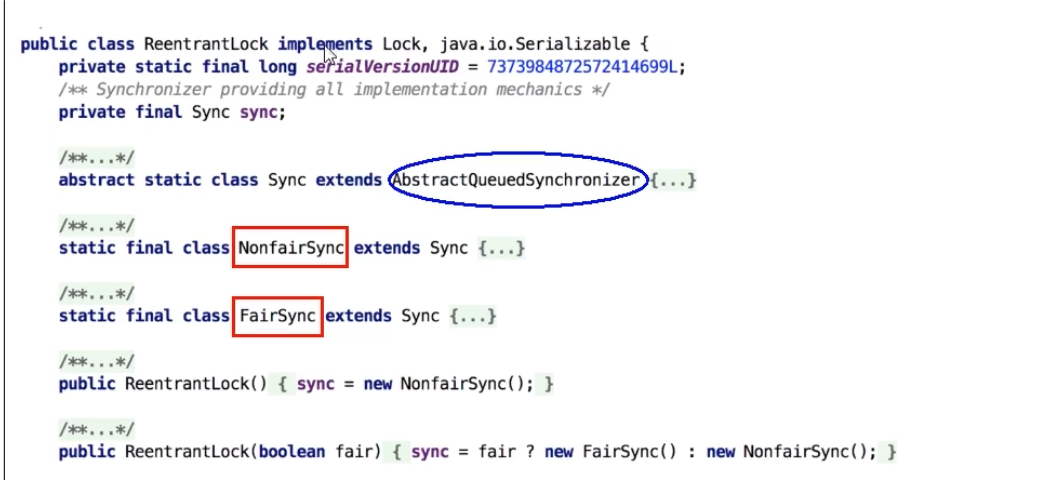 public class ReentrantLock implements Lock, java.io.Serializable {
private static final long serialVersionUID = 7373984872572414699L;
/** Synchronizer providing all implementation mechanics */
private final Sync sync;
/**...*/
abstract static class Sync extends AbstractQueuedSynchronizer {...}
/**...*/
static final class NonfairSync extends Sync {...}
/**...*/
static final class FairSync extends Sync {...}
/**...*/
public ReentrantLock() { sync = new NonfairSync(); }
/**...*/
public ReentrantLock(boolean fair) { sync = fair ? new FairSync() : new NonfairSync(); }